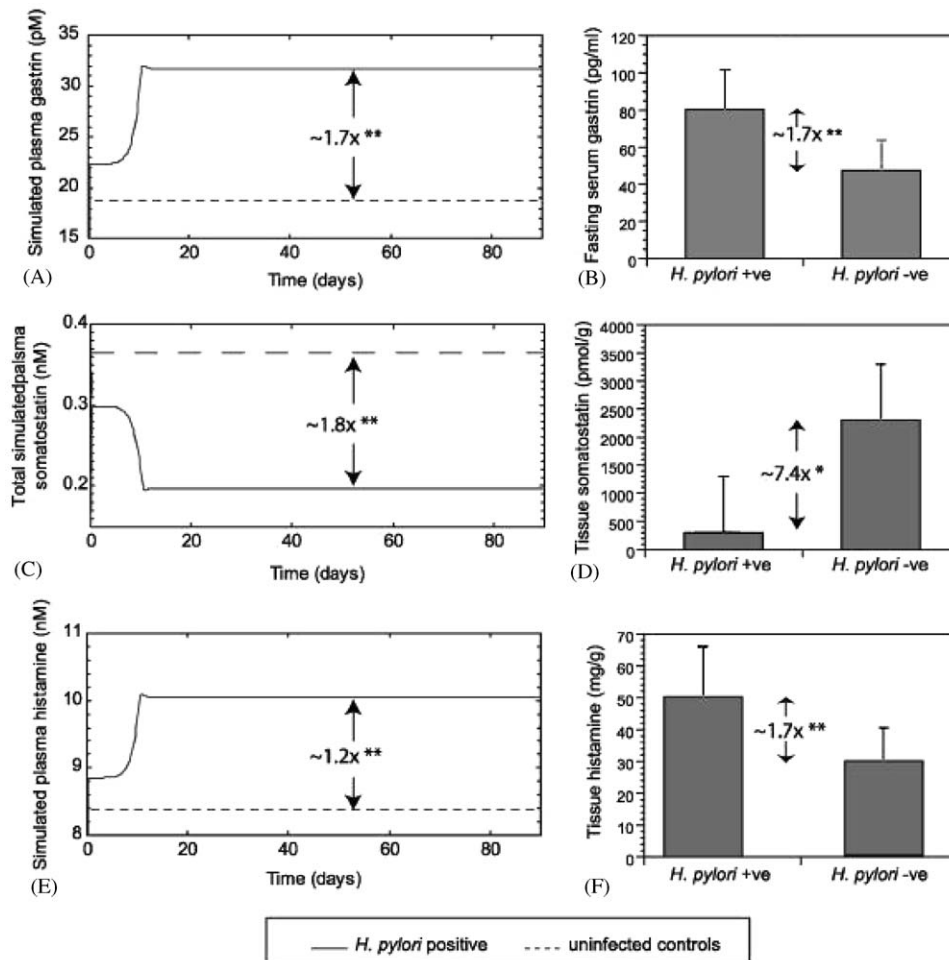 Simulated plasma gastrin (pM)
35
31
27
23
19
15
~1.7x **
0 20 40 60 80
Time (days)
(A)
Fasting serum gastrin (pg/ml)
120
100
80
60
40
20
0
~1.7x **
H. pylori +ve H. pylori -ve
(B)
Total simulatedpalsma
somatostatin (nM)
0.4
0.3
0.2
~1.8x **
0 20 40 60 80
Time (days)
(C)
Tissue somatostatin (pmol/g)
4000
3500
3000
2500
2000
1500
1000
500
0
~7.4x *
H. pylori +ve H. pylori -ve
(D)
Simulated plasma histamine (nM)
11
10
9
8
~1.2x **
0 20 40 60 80
Time (days)
(E)
Tissue histamine (mg/g)
70
60
50
40
30
20
10
0
~1.7x **
H. pylori +ve H. pylori -ve
(F)
H. pylori positive uninfected controls